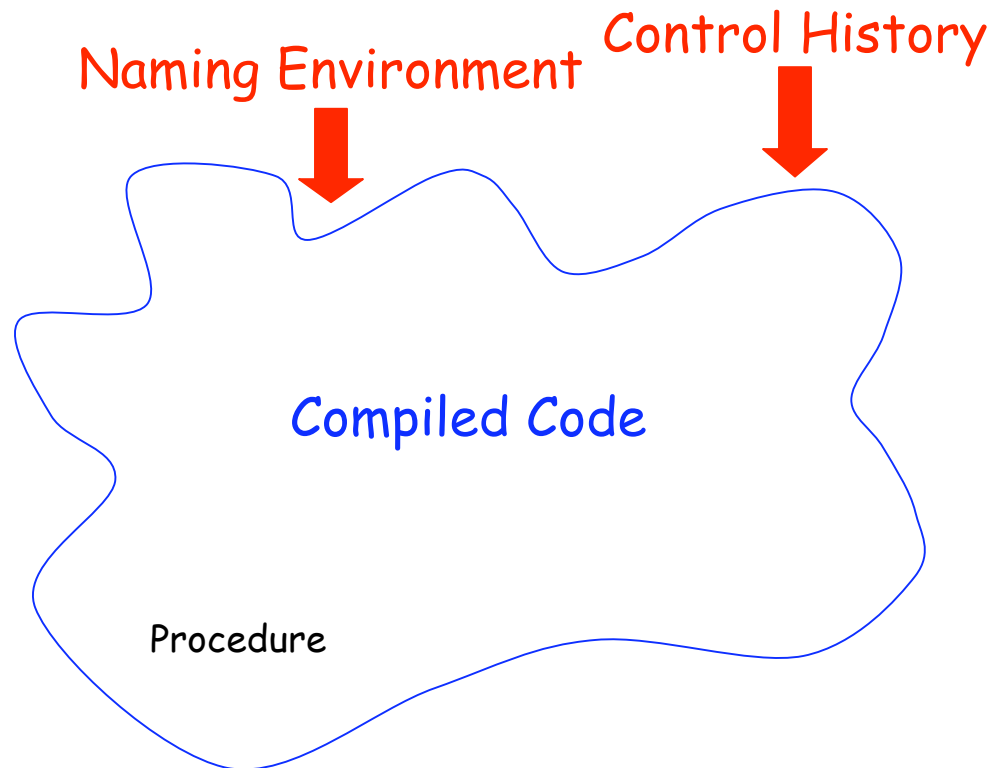 Control History
Naming Environment
Compiled Code
Procedure